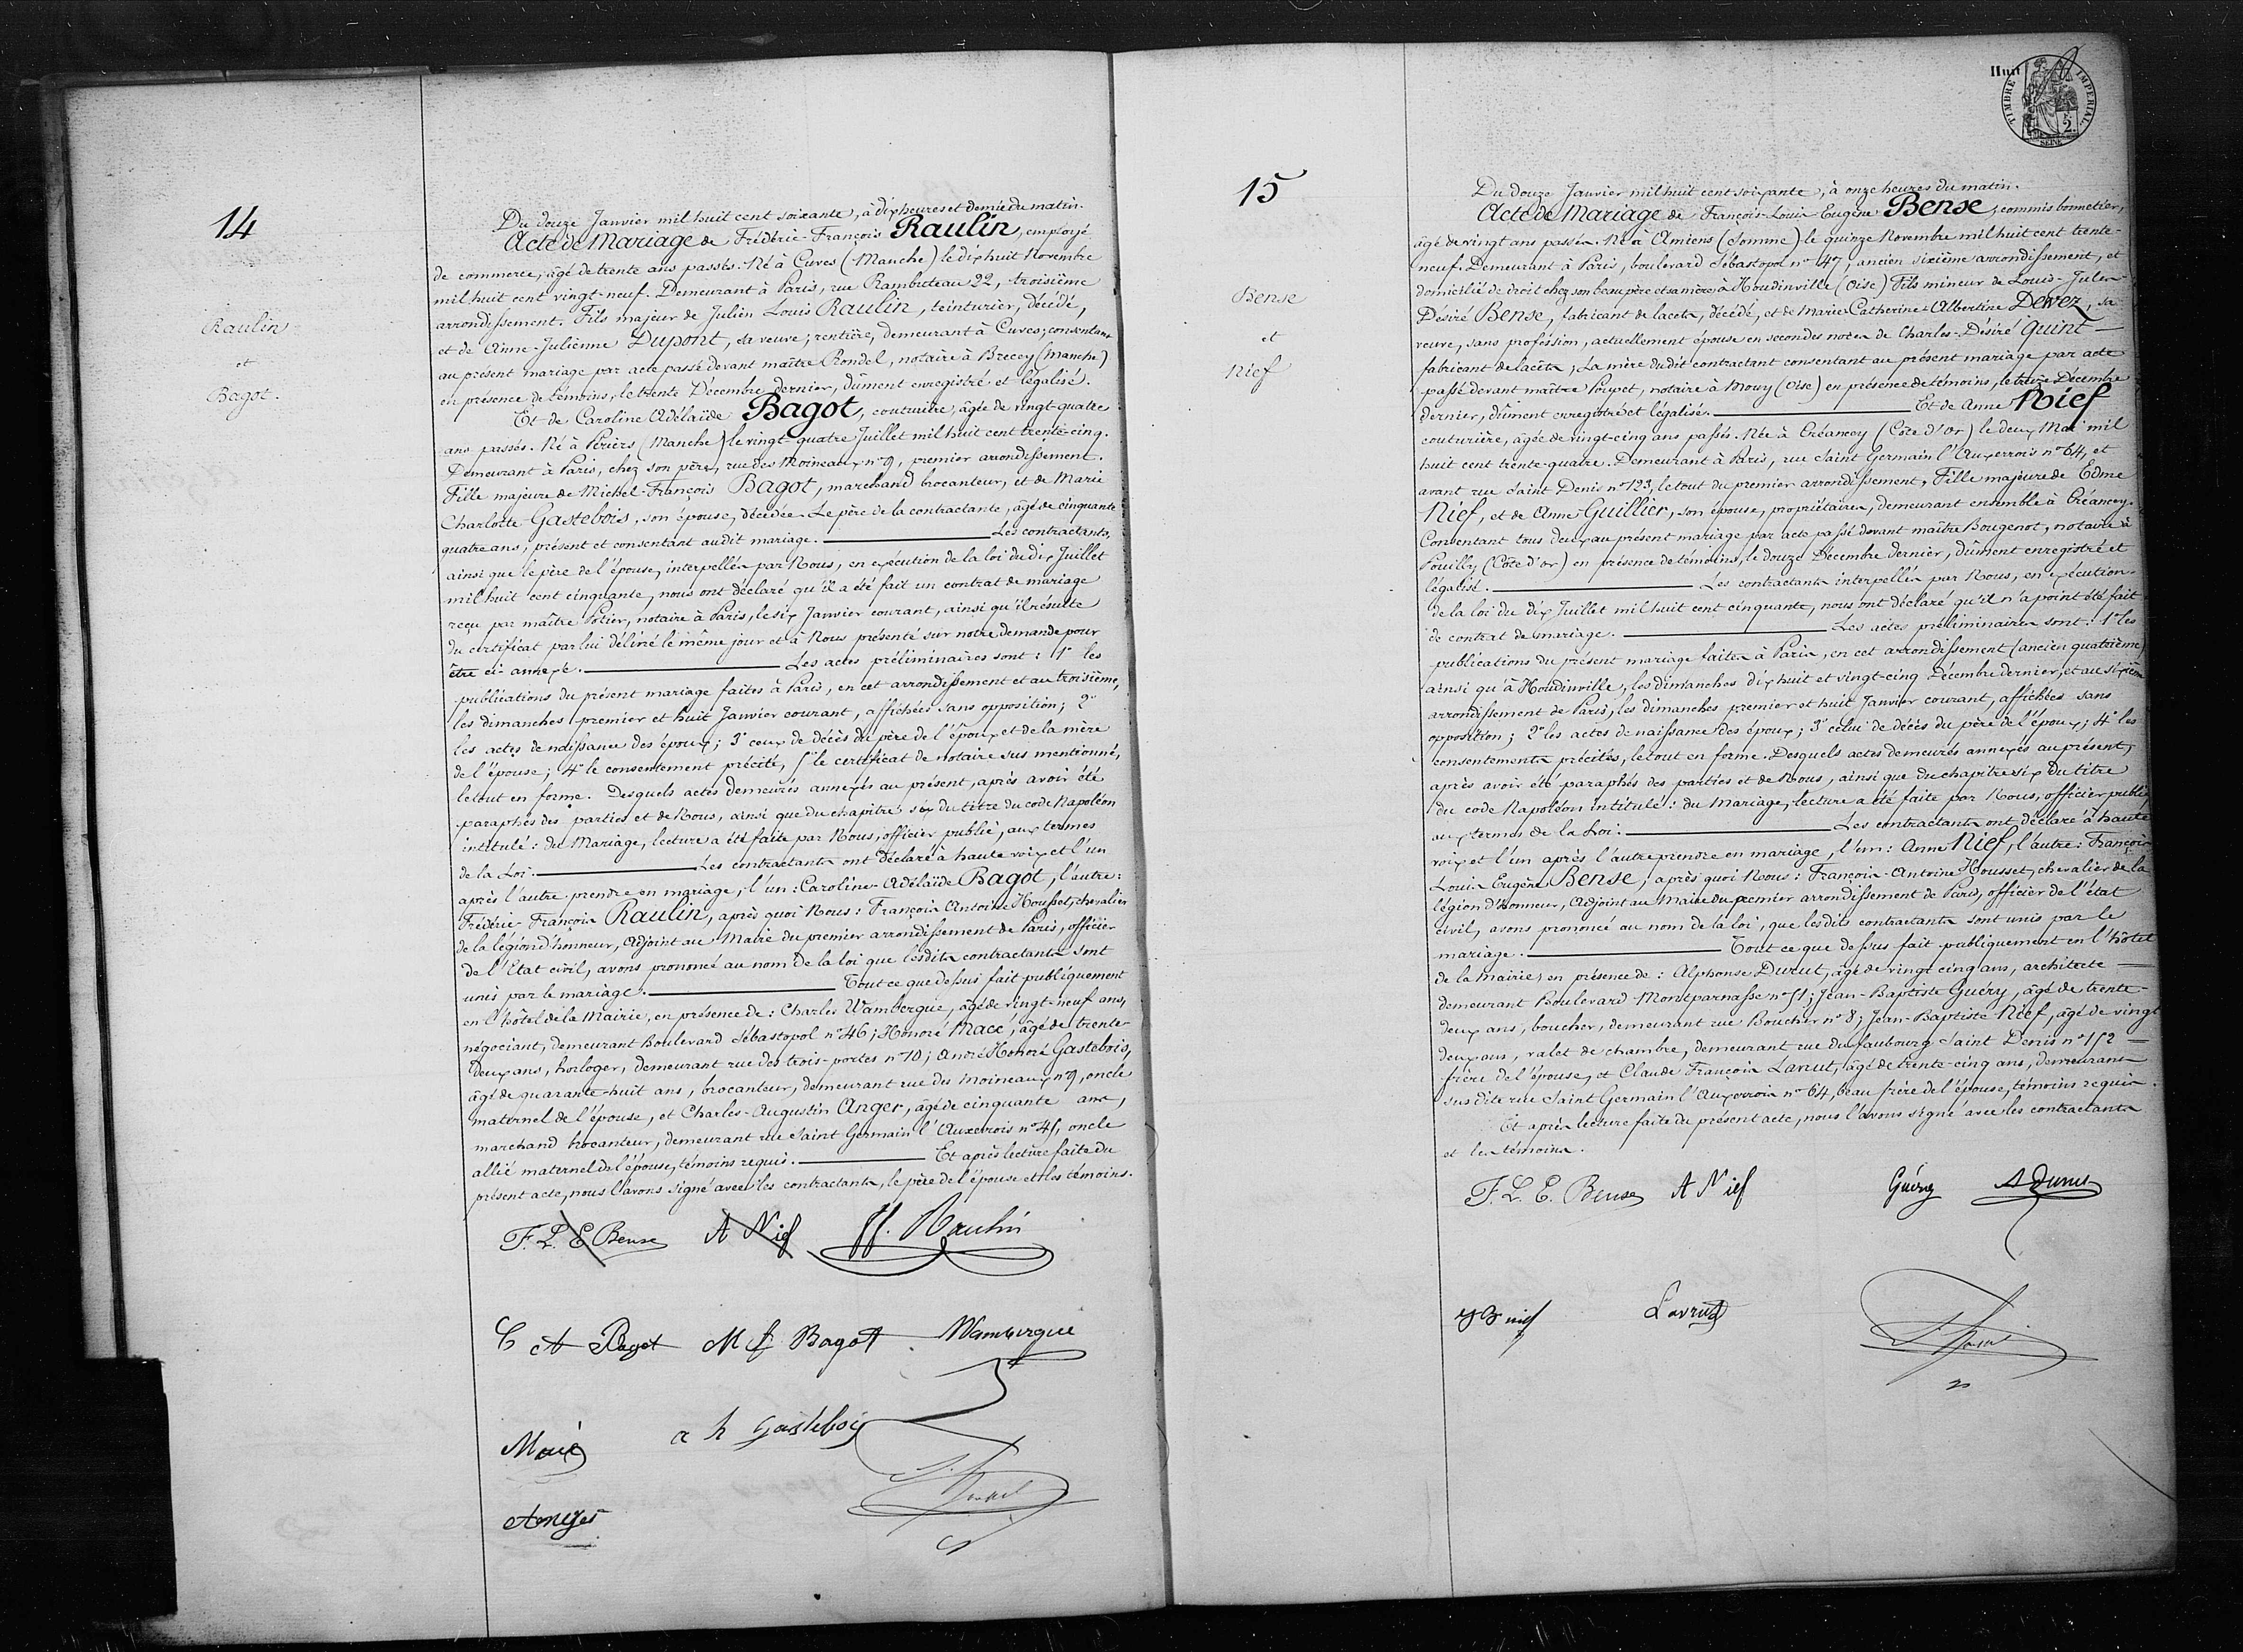 14
Raulin
et
Bagot.
Du douze Janvier mil huit cent soixante, à dix heures et demie du matin.
Acte de Mariage de Frédéric-François Raulin, employé
de commerce, âgé de trente ans passés. Né à Cuves (Manche) le dix huit Novembre
mil huit cent vingt-neuf. Demeurant à Paris, rue Rambuteau 22, troisième
arrondissement. Fils majeur de Julien Louis Raulin, teinturier, décédé,
et de Anne-Julienne Dupont, sa veuve; rentière, demeurant à Cuves; consentant
au présent mariage par acte passé devant maître Rondel, notaire à Brecey (Manche)
en présence de témoins, le trente Décembre dernier, dûment enregistré et légalisé.
Et de Caroline Adélaïde Bagot, couturière, âgée de vingt-quatre
ans passés. Né à Périers (Manche) le vingt-quatre Juillet mil huit cent trente-cinq.
Demeurant à Paris, chez son père, rue des Moineaux nº 9, premier arrondissement.
Fille majeure de Michel-François Bagot, marchand brocanteur, et de Marie
Charlotte Gastebois, son épouse, décédée. Le père de la contractante, âgé de cinquante
quatre ans, présent et consentant audit mariage. Les contractants,
ainsi que le père de l'épouse, interpellés par Nous, en exécution de la loi du dix Juillet
mil huit cent cinquante, nous ont déclaré qu'il a été fait un contrat de mariage
reçu par maître Potier, notaire à Paris, le six Janvier courant, ainsi qu'il résulte
du certificat par lui délivré le même jour et à Nous présenté sur notre demande pour
être ci-annexé. Les actes préliminaires sont: 1º les
publications du présent mariage faites à Paris, en cet arrondissement et au troisième,
les dimanches premier et huit Janvier courant, affichées sans opposition; 2º
les actes de naissance des époux; 3º ceux de décès du père de l'époux et de la mère
de l'épouse; 4º le consentement précité, 5º le certificat de notaire sus mentionné,
le tout en forme. Desquels actes demeurés annexés au présent, après avoir été
paraphés des parties et de Nous, ainsi que du chapitre six du titre du code Napoléon
intitulé: du Mariage, lecture a été faite par Nous, officier public, aux termes
de la Loi. Les contractants ont déclaré à haute voix et l'un
après l'autre prendre en mariage, l'un: Caroline-Adélaïde Bagot, l'autre:
Frédéric-François Raulin, après quoi Nous: François Antoine Housset, chevalier
de la légion d'honneur, Adjoint au Maire du premier arrondissement de Paris, officier
de l'Etat civil, avons prononcé au nom de la loi que lesdits contractants sont
unis par le mariage. Tout ce que dessus fait publiquement
en l'hôtel de la Mairie, en présence de: Charles Wambergue, âgé de vingt-neuf ans,
négociant, demeurant Boulevard Sébastopol nº 46; Honoré Macé, âgé de trente-
deux ans, horloger, demeurant rue des trois-portes nº 10; André Honoré Gastebois,
âgé de quarante-huit ans, brocanteur, demeurant rue des Moineaux nº 9, oncle
maternel de l'épouse, et Charles-Augustin Anger, âgé de cinquante ans,
marchand brocanteur, demeurant rue Saint Germain l'Auxerrois nº 45, oncle
allié maternel de l'épouse, témoins requis. Et après lecture faite du
présent acte, nous l'avons signé avec les contractants, le père de l'épouse et les témoins.
F. L. E Bense A Nief ff. Raulin
C A Bagot M f Bagot Wambergue
Macé a h Gastebois
Anger
Huit
TIMBRE IMPERIAL
SEINE
15
Bense
et
Nief
Du douze Janvier mil huit cent soixante, à onze heures du matin.
Acte de Mariage de François-Louis Eugène Bense, commis bonnetier,
âgé de vingt ans passés. Né à Amiens (Somme) le quinze Novembre mil huit cent trente-
neuf. Demeurant à Paris, boulevard Sébastopol nº 47, ancien sixième arrondissement, et
domicilié de droit chez son beau père et sa mère à Houdinville (Oise) Fils mineur de Louis-Jules-
Désiré Bense, fabricant de lacets, décédé, et de Marie-Catherine-Albertine Dewez, sa
veuve, sans profession, actuellement épouse en secondes noces de Charles-Désiré Quint
fabricant de lacets, La mère dudit contractant consentant au présent mariage par acte
passé devant maître Poupet, notaire à Mouy (Oise) en présence de témoins, le treize Décembre
dernier, dûment enregistré et légalisé. Et de Anne Nief
couturière, âgée de vingt-cinq ans passés. Née à Créancey (Côte d'Or) le deux Mai mil
huit cent trente-quatre. Demeurant à Paris, rue Saint Germain l'Auxerrois nº 64, et
avant rue Saint Denis nº 123, le tout du premier arrondissement, Fille majeure de Edme
Nief, et de Anne Guillier, son épouse, propriétaires, demeurant ensemble à Créancey.
Consentant tous deux au présent mariage par acte passé devant maître Bougenot, notaire à
Pouilly (Côte d'or) en présence de témoins, le douze Décembre dernier, dûment enregistré et
légalisé. Les contractants interpellés par Nous, en exécution
de la loi du dix Juillet mil huit cent cinquante, nous ont déclaré qu'il n'a point été fait
de contrat de mariage. Les actes préliminaires sont: 1º les
publications du présent mariage faites à Paris, en cet arrondissement (ancien quatrième)
ainsi qu'à Houdinville, les dimanches dix huit et vingt-cinq Décembre dernier, et au sixième
arrondissement de Paris, les dimanches premier et huit Janvier courant, affichées sans
opposition; 2º les actes de naissance des époux; 3º celui de décès du père de l'époux; 4º les
consentements précités, le tout en forme. Desquels actes demeurés annexés au présent,
après avoir été paraphés des parties et de Nous, ainsi que du chapitre six du titre
du code Napoléon intitulé: du Mariage, lecture a été faite par Nous, officier public,
aux termes de la Loi. Les contractants ont déclaré à haute
voix et l'un après l'autre prendre en mariage, l'un: Anne Nief, l'autre: François
Louis Eugène Bense; après quoi Nous: François-Antoine Housset, chevalier de la
légion d'Honneur, Adjoint au Maire du premier arrondissement de Paris, officier de l'état
civil, avons prononcé au nom de la loi, que lesdits contractants sont unis par le
mariage. Tout ce que dessus fait publiquement en l'hôtel
de la Mairie, en présence de: Alphonse Durut, âgé de vingt cinq ans, architecte
demeurant Boulevard Montparnasse nº 51; Jean-Baptiste Guéry, âgé de trente-
deux ans, boucher, demeurant rue Boucher nº 8; Jean-Baptiste Nief, âgé de vingt
deux ans, valet de chambre, demeurant rue du faubourg Saint Denis nº 152
frère de l'épouse, et Claude François Lanut, âgé de trente-cinq ans, demeurant
susdite rue Saint Germain l'Auxerrois nº 64, beau frère de l'épouse, témoins requis.
Et après lecture faite du présent acte, nous l'avons signé avec les contractants
et les témoins.
F. L. E. Bense A Nief Guéry